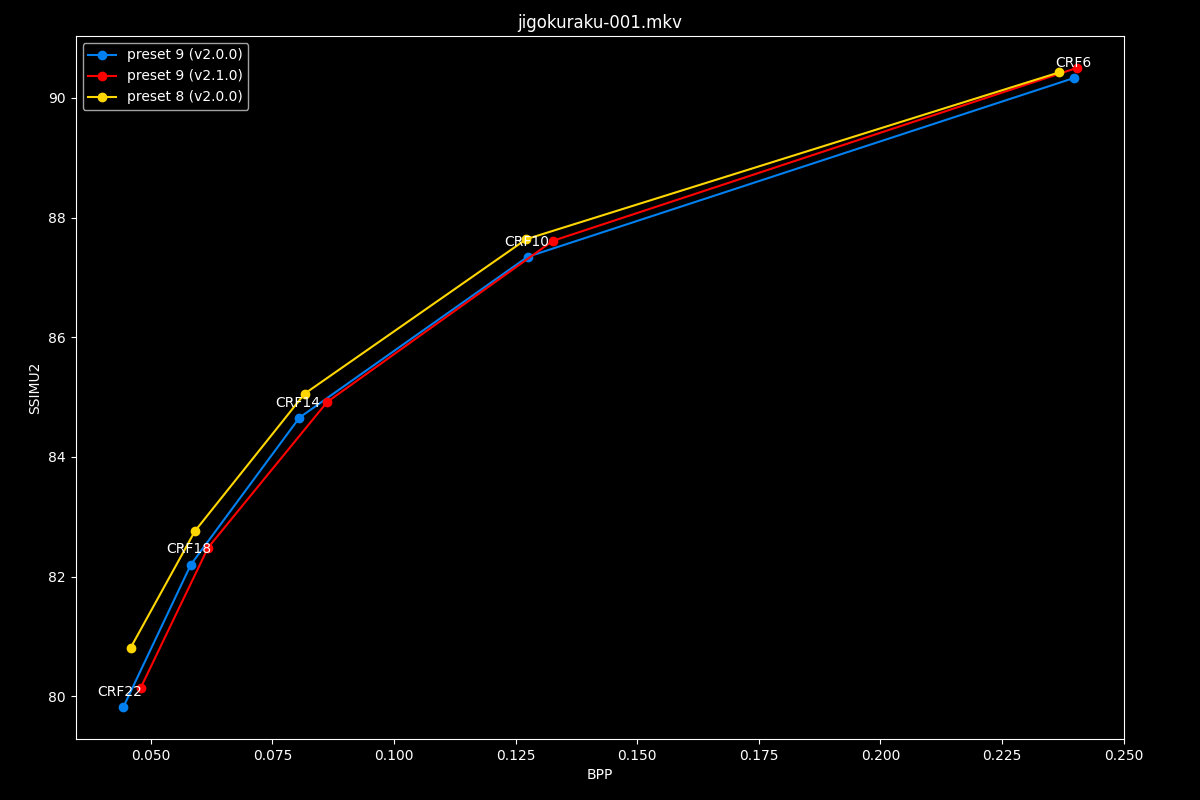 jigokuraku-001.mkv
preset 9 (v2.0.0)
preset 9 (v2.1.0)
preset 8 (v2.0.0)
CRF6
CRF10
CRF14
CRF18
CRF22
90
88
86
84
82
80
SSIMU2
0.050 0.075 0.100 0.125 0.150 0.175 0.200 0.225 0.250
BPP